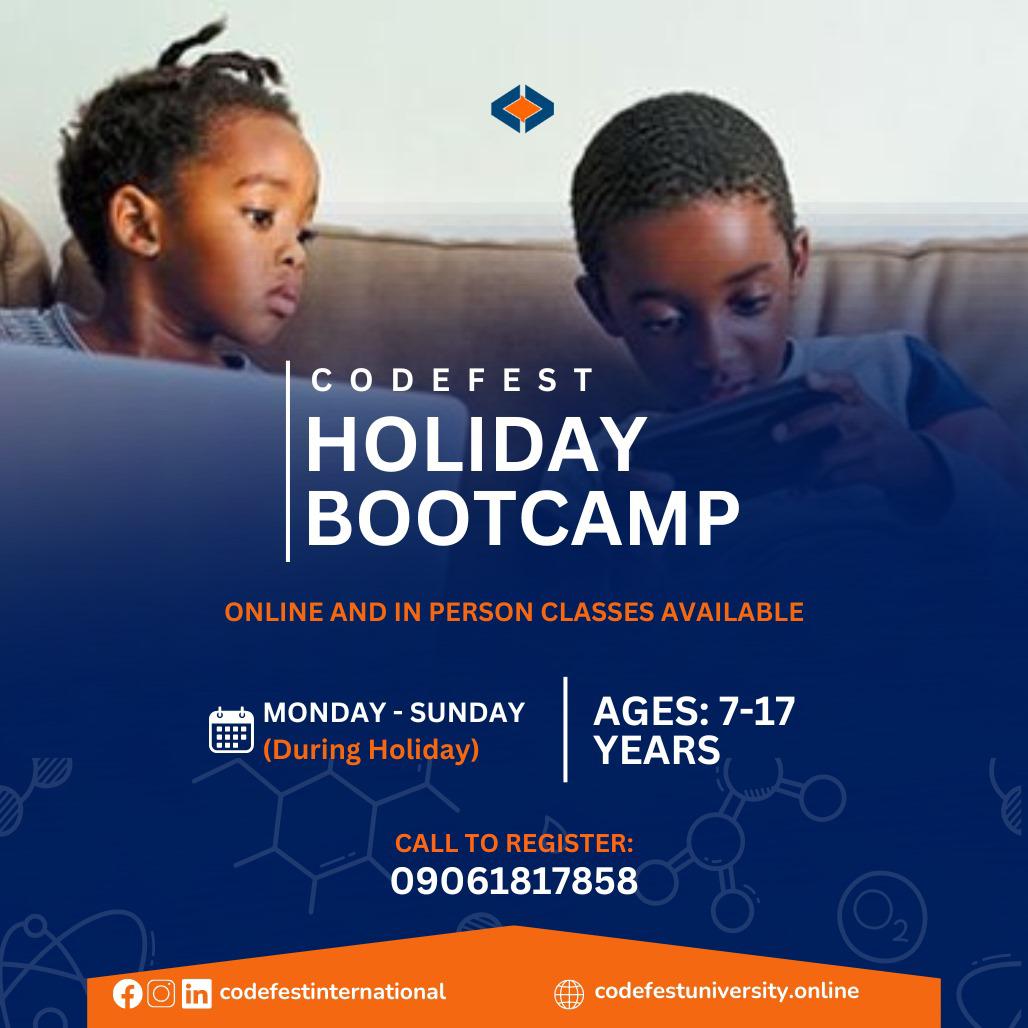 CODEFEST
HOLIDAY
BOOTCAMP
ONLINE AND IN PERSON CLASSES AVAILABLE
MONDAY - SUNDAY
(During Holiday)
AGES: 7-17
YEARS
CALL TO REGISTER:
09061817858
O2
codefestinternational
codefestuniversity.online